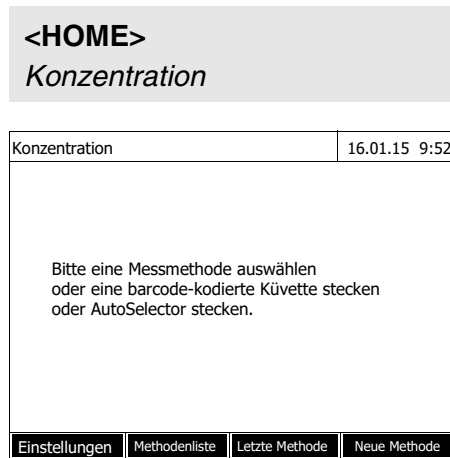 <HOME>
Konzentration
Konzentration 16.01.15 9:52
Bitte eine Messmethode auswählen
oder eine barcode-kodierte Küvette stecken
oder AutoSelector stecken.
Einstellungen Methodenliste Letzte Methode Neue Methode